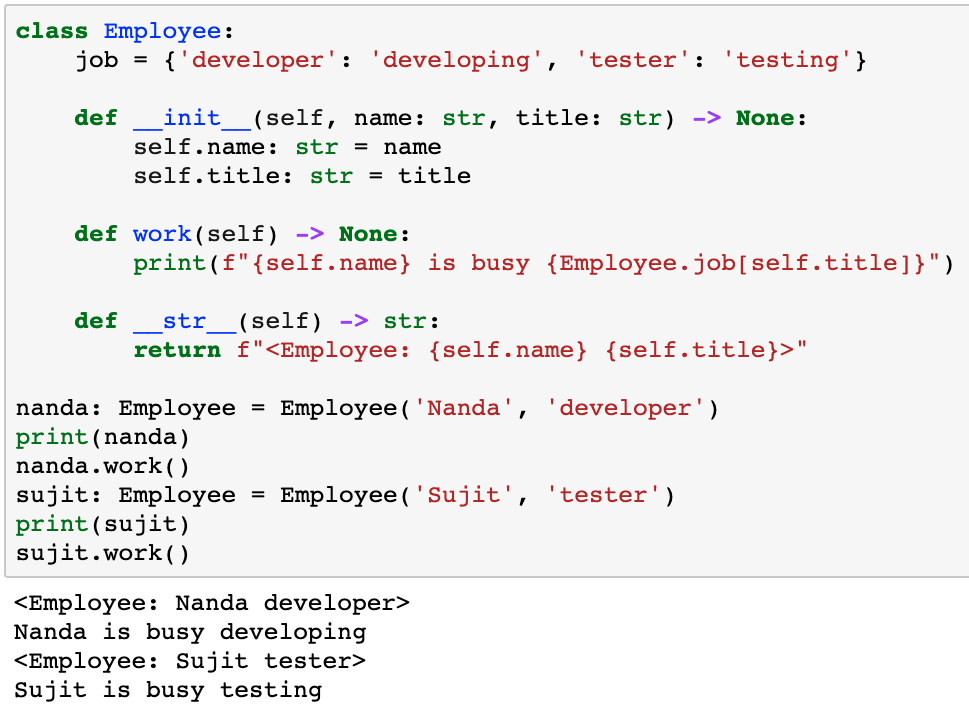 class Employee:
    job = {'developer': 'developing', 'tester': 'testing'}

    def __init__(self, name: str, title: str) -> None:
        self.name: str = name
        self.title: str = title

    def work(self) -> None:
        print(f"{self.name} is busy {Employee.job[self.title]}")

    def __str__(self) -> str:
        return f"<Employee: {self.name} {self.title}>"

nanda: Employee = Employee('Nanda', 'developer')
print(nanda)
nanda.work()
sujit: Employee = Employee('Sujit', 'tester')
print(sujit)
sujit.work()
<Employee: Nanda developer>
Nanda is busy developing
<Employee: Sujit tester>
Sujit is busy testing